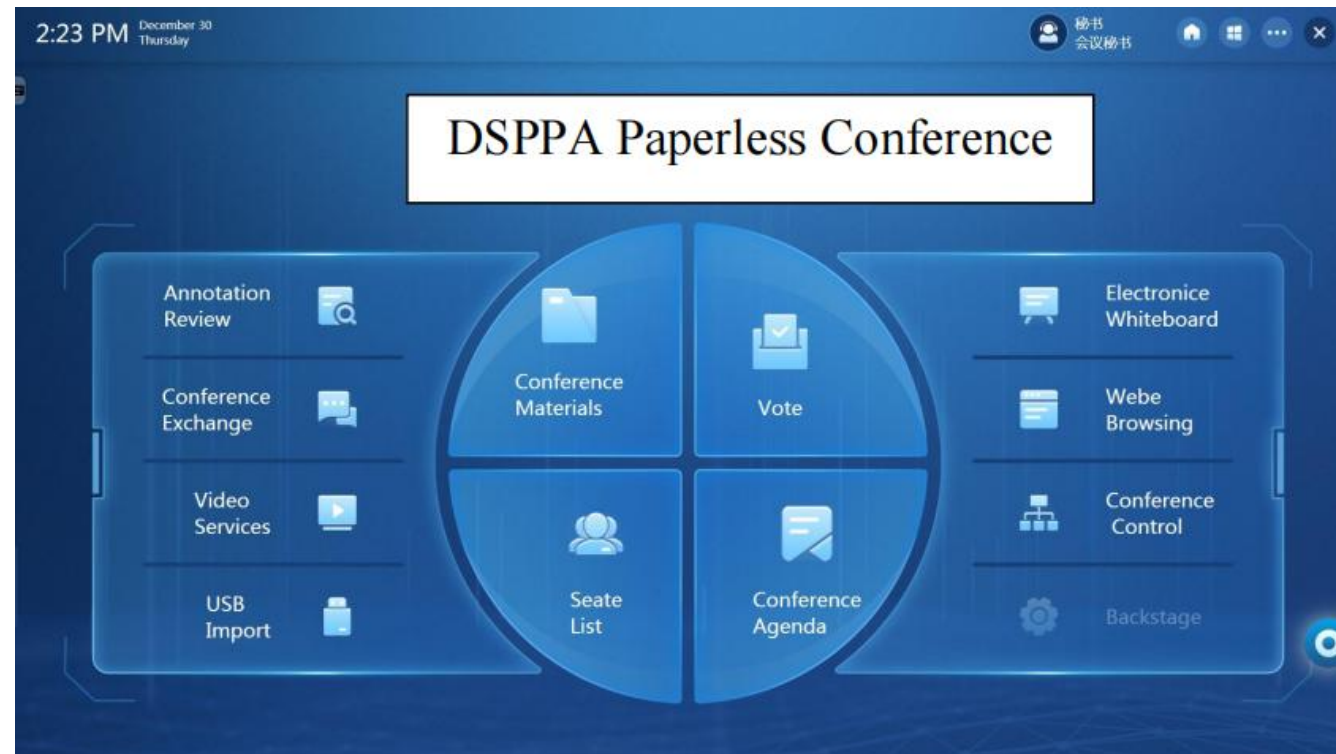 2:23 PM
December 30
Thursday
秘书
会议秘书
DSPPA Paperless Conference
Annotation
Review
Conference
Exchange
Video
Services
USB
Import
Conference
Materials
Vote
Seate
List
Conference
Agenda
Electronice
Whiteboard
Webe
Browsing
Conference
Control
Backstage